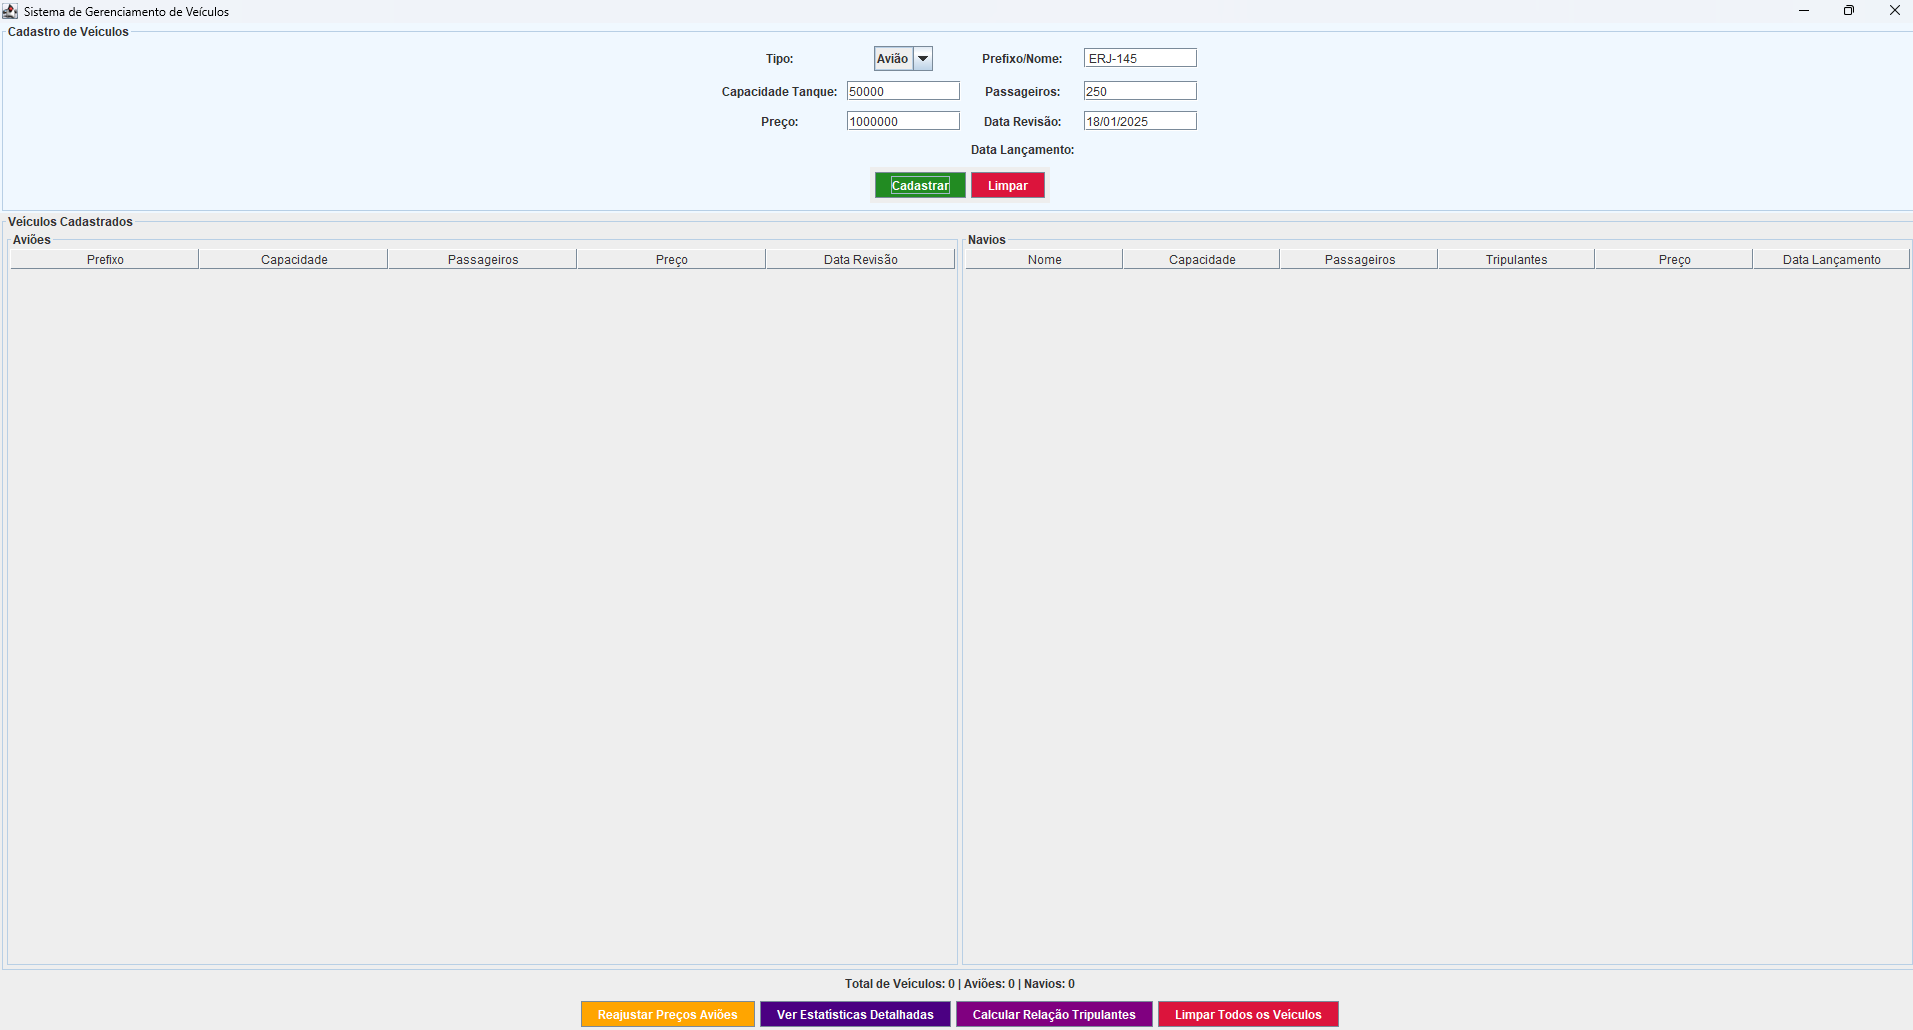 Sistema de Gerenciamento de Veículos
Cadastro de Veículos
Tipo: Avião Prefixo/Nome: ERJ-145
Capacidade Tanque: 50000 Passageiros: 250
Preço: 1000000 Data Revisão: 18/01/2025
Data Lançamento:
Cadastrar Limpar
Veículos Cadastrados
Aviões
Prefixo Capacidade Passageiros Preço Data Revisão
Navios
Nome Capacidade Passageiros Tripulantes Preço Data Lançamento
Total de Veículos: 0 | Aviões: 0 | Navios: 0
Reajustar Preços Aviões Ver Estatísticas Detalhadas Calcular Relação Tripulantes Limpar Todos os Veículos